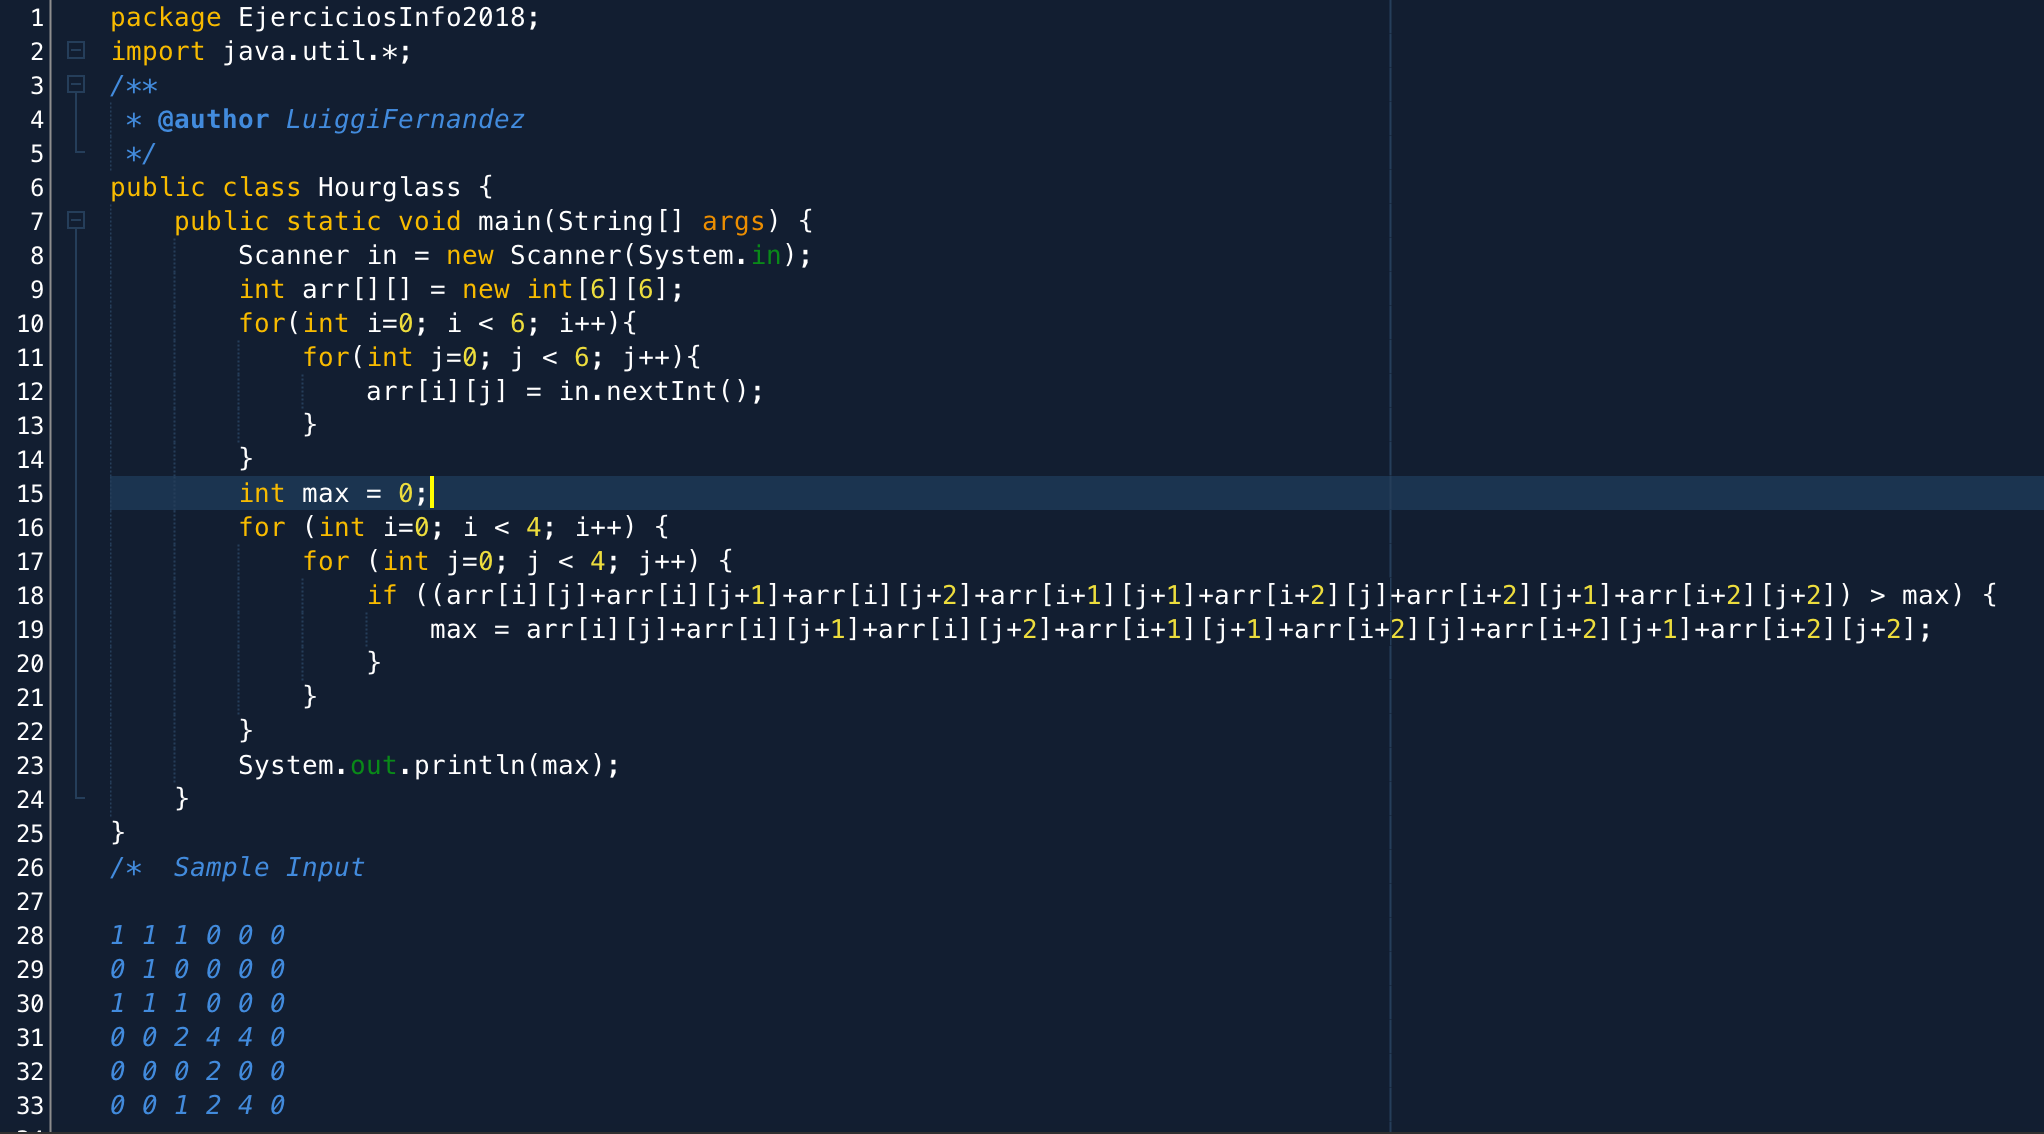 1 package EjerciciosInfo2018;
2 import java.util.*;
3 /**
4  * @author LuiggiFernandez
5  */
6 public class Hourglass {
7     public static void main(String[] args) {
8         Scanner in = new Scanner(System.in);
9         int arr[][] = new int[6][6];
10         for(int i=0; i < 6; i++){
11             for(int j=0; j < 6; j++){
12                 arr[i][j] = in.nextInt();
13             }
14         }
15         int max = 0;
16         for (int i=0; i < 4; i++) {
17             for (int j=0; j < 4; j++) {
18                 if ((arr[i][j]+arr[i][j+1]+arr[i][j+2]+arr[i+1][j+1]+arr[i+2][j]+arr[i+2][j+1]+arr[i+2][j+2]) > max) {
19                     max = arr[i][j]+arr[i][j+1]+arr[i][j+2]+arr[i+1][j+1]+arr[i+2][j]+arr[i+2][j+1]+arr[i+2][j+2];
20                 }
21             }
22         }
23         System.out.println(max);
24     }
25 }
26 /*  Sample Input
27
28 1 1 1 0 0 0
29 0 1 0 0 0 0
30 1 1 1 0 0 0
31 0 0 2 4 4 0
32 0 0 0 2 0 0
33 0 0 1 2 4 0